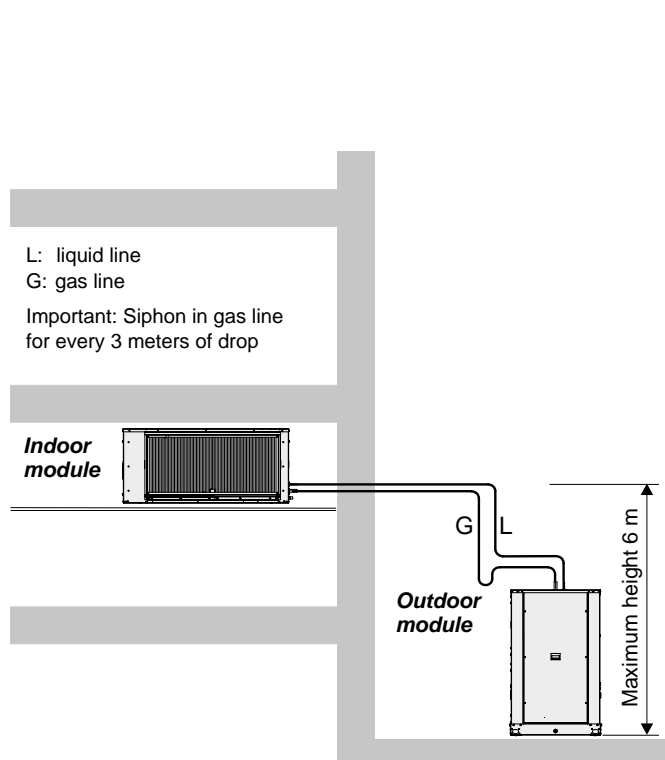 L: liquid line
G: gas line
Important: Siphon in gas line
for every 3 meters of drop
Indoor
module
G
L
Outdoor
module
Maximum height 6 m